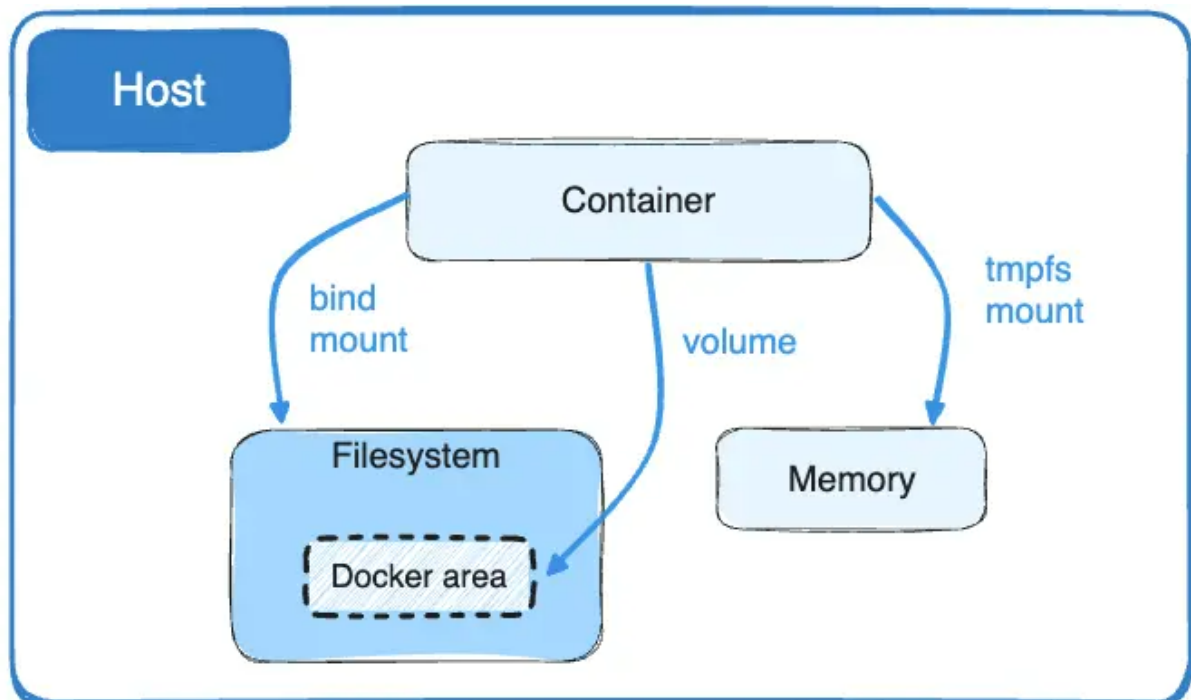 Host
Container
bind
mount
volume
tmpfs
mount
Filesystem
Memory
Docker area